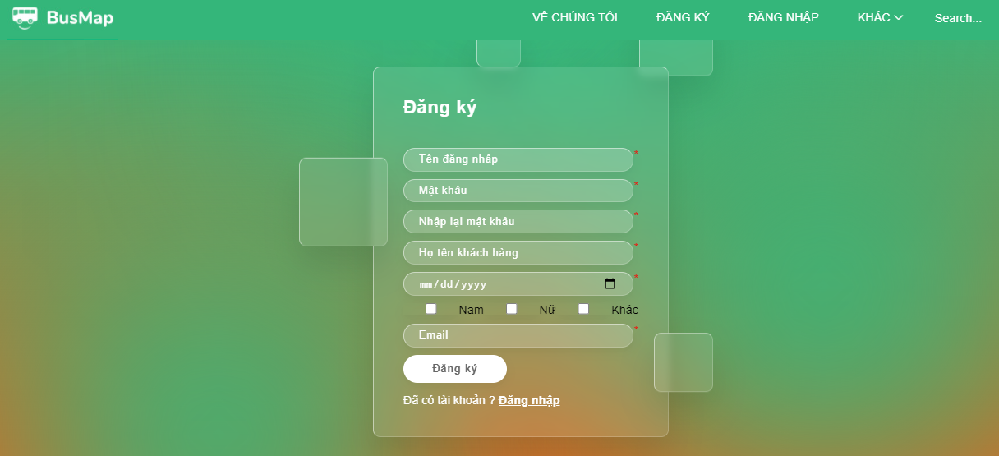 BusMap VỀ CHÚNG TÔI ĐĂNG KÝ ĐĂNG NHẬP KHÁC Search...
Đăng ký
Tên đăng nhập *
Mật khẩu *
Nhập lại mật khẩu *
Họ tên khách hàng *
mm/dd/yyyy *
Nam Nữ Khác
Email *
Đăng ký
Đã có tài khoản ? Đăng nhập